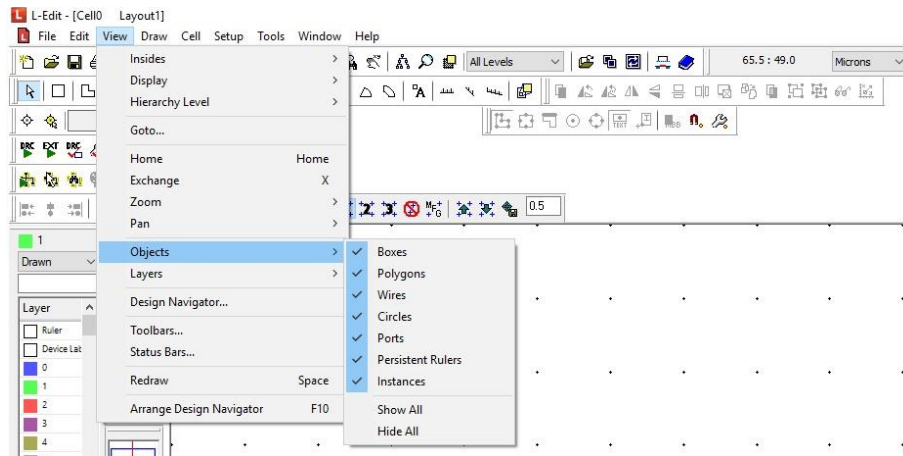 L-Edit - [Cell0 Layout1]
File Edit View Draw Cell Setup Tools Window Help
All Levels
65.5 : 49.0
Microns
Insides
Display
Hierarchy Level
Goto...
Home Home
Exchange X
Zoom
Pan
Objects
Layers
Design Navigator...
Toolbars...
Status Bars...
Redraw Space
Arrange Design Navigator F10
Boxes
Polygons
Wires
Circles
Ports
Persistent Rulers
Instances
Show All
Hide All
DRC EXT DRC
0.5
1
Drawn
Layer
Ruler
Device Lat
0
1
2
3
4